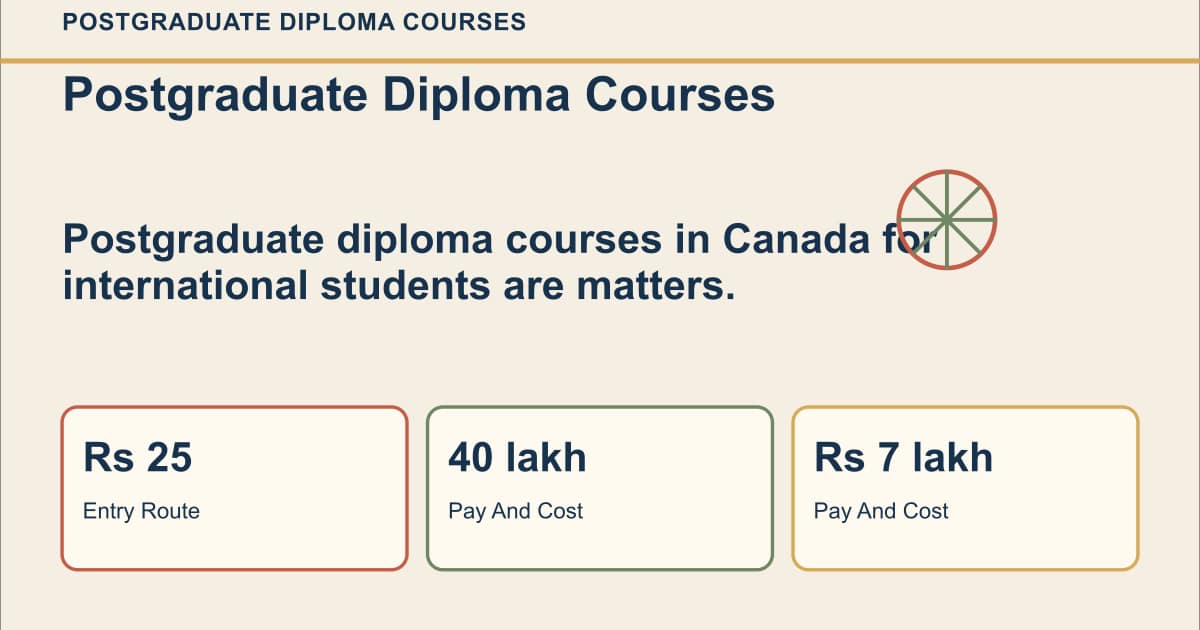 POSTGRADUATE DIPLOMA COURSES
Postgraduate Diploma Courses
Postgraduate diploma courses in Canada for
international students are matters.
Rs 25
Entry Route
40 lakh
Pay And Cost
Rs 7 lakh
Pay And Cost